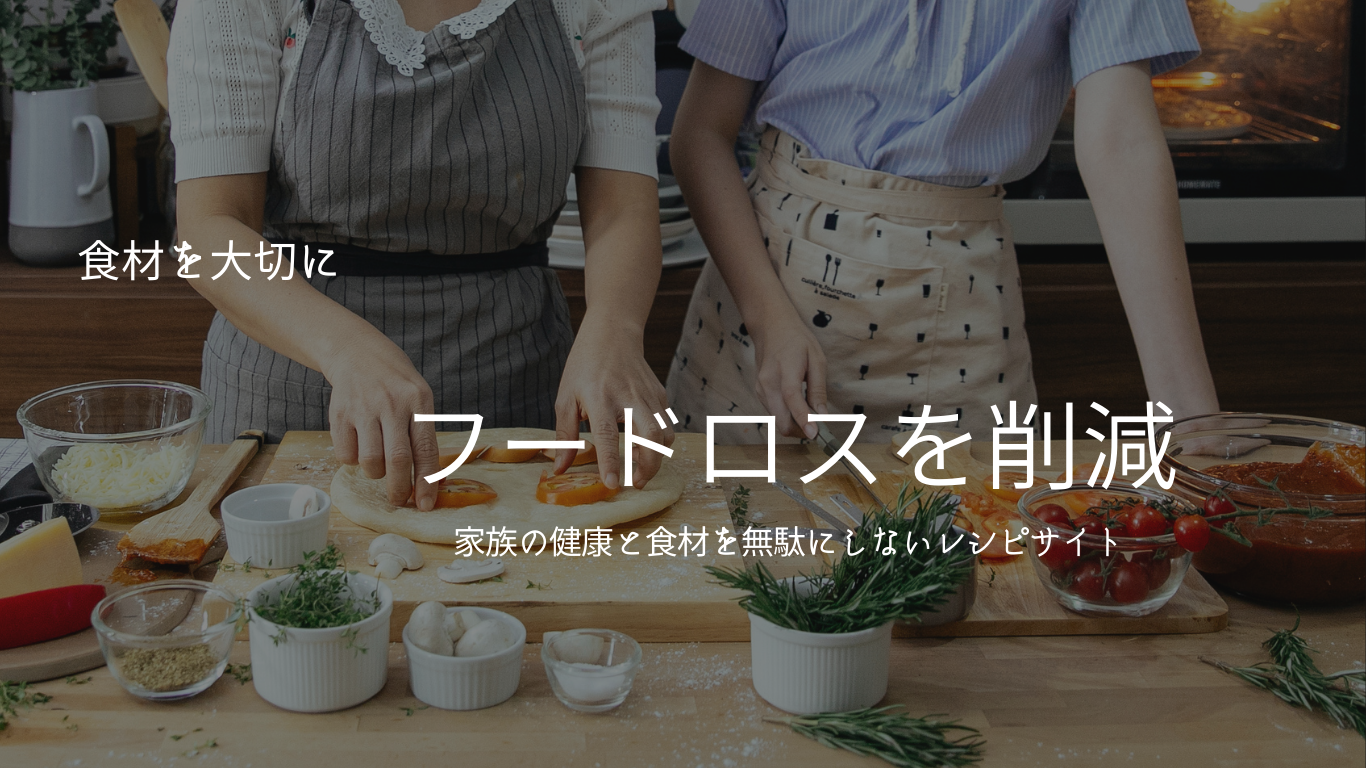 食材を大切に
フードロスを削減
家族の健康と食材を無駄にしないレシピサイト